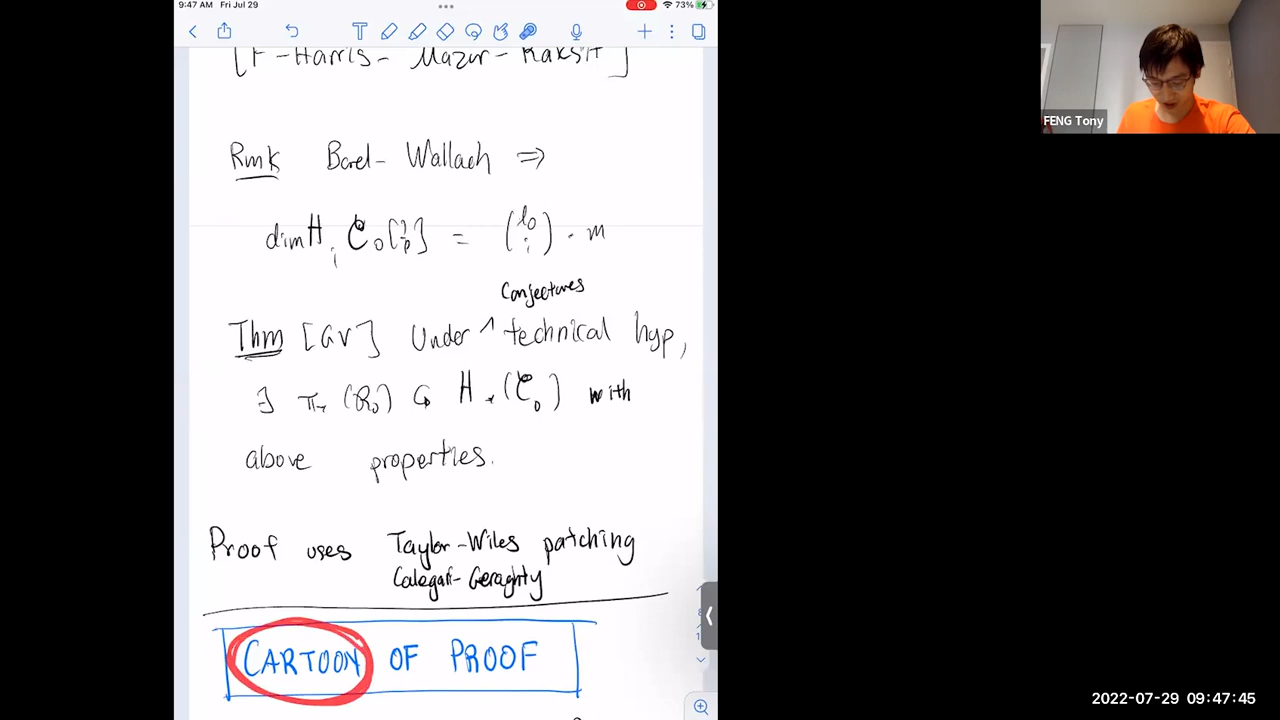 9:47 AM Fri Jul 29
73%
[F-Harris- Mazur- Raksit]
FENG Tony
Rmk Borel- Wallach ⇒
dim H_i C_0[1/p] = (l_0 i) · m
Conjectures
Thm [GV] Under ^ technical hyp,
∃ π_*(R_0) ↻ H_*(C_0) with
above properties.
Proof uses Taylor-Wiles patching
Calegari-Geraghty
CARTOON OF PROOF
2022-07-29 09:47:45